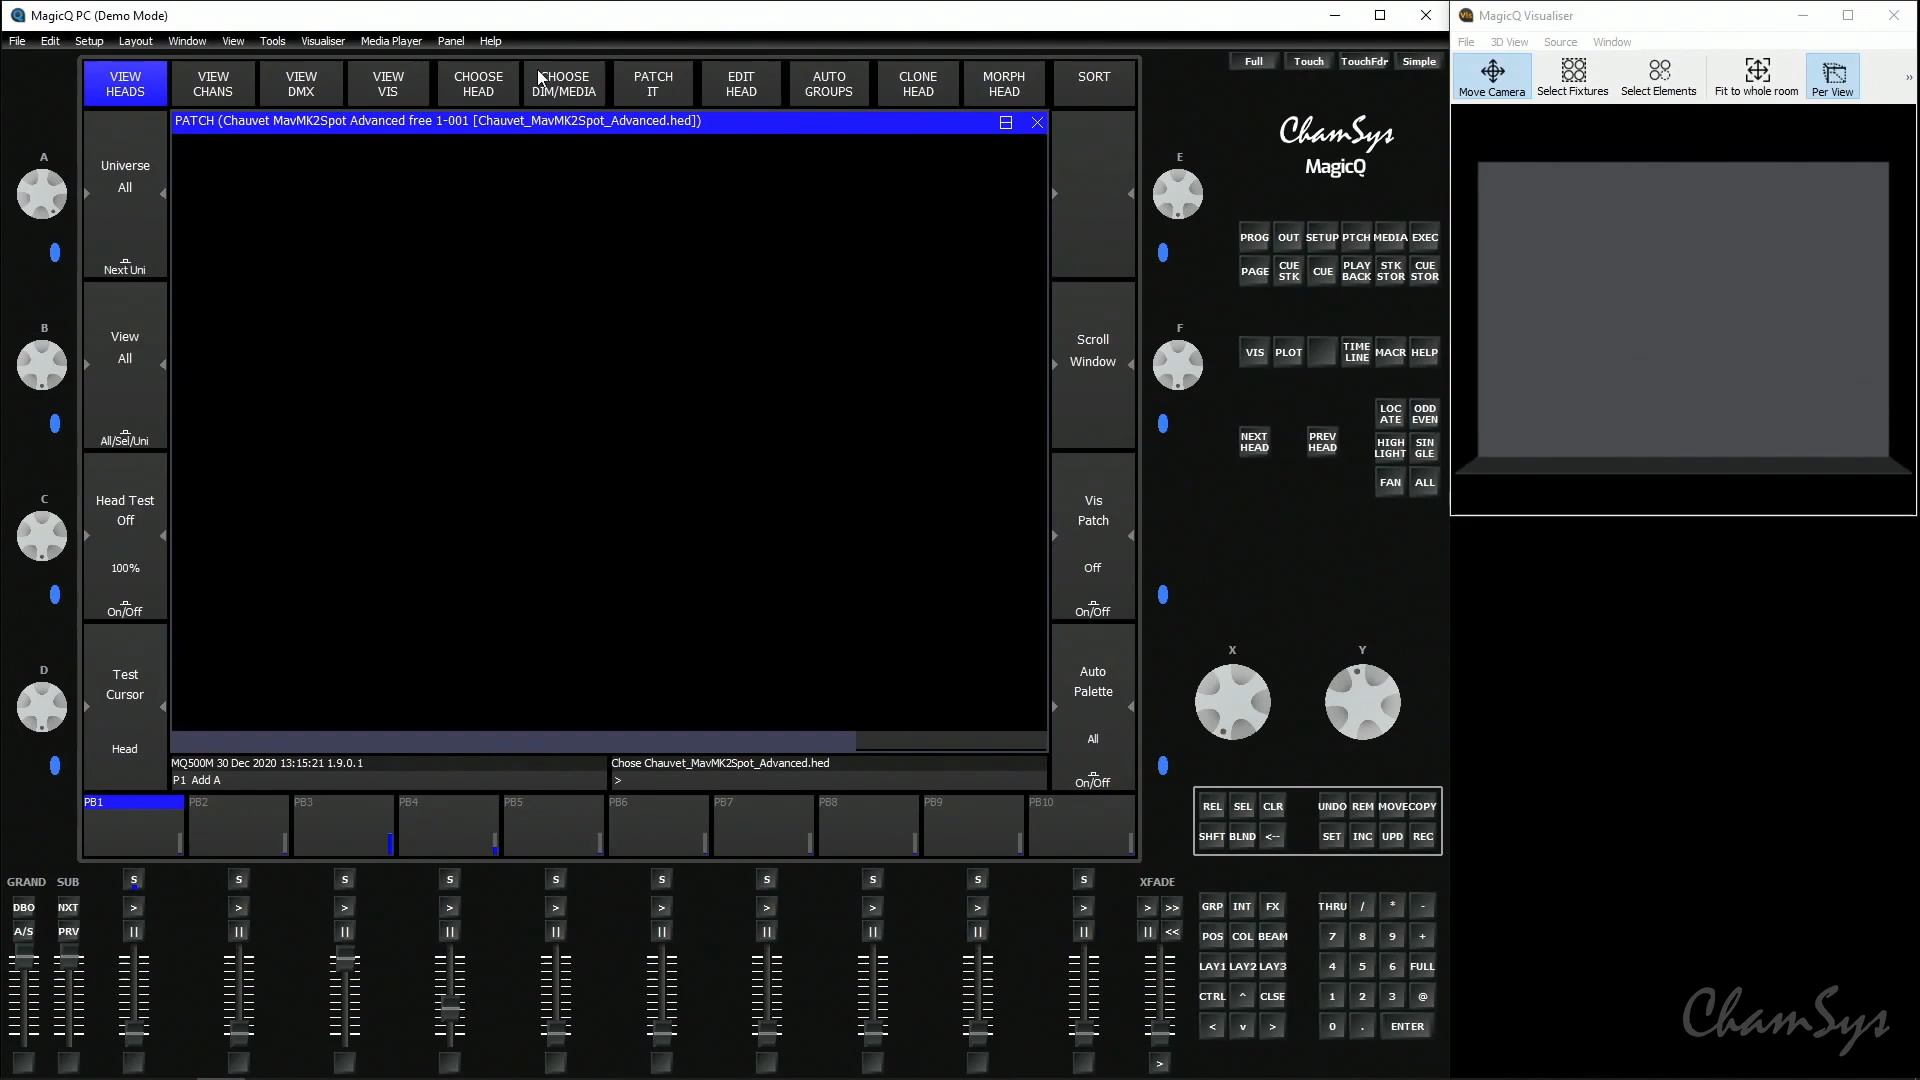 MagicQ PC (Demo Mode)
File Edit Setup Layout Window View Tools Visualiser Media Player Panel Help
VIEW HEADS
VIEW CHANS
VIEW DMX
VIEW VIS
CHOOSE HEAD
CHOOSE DIM/MEDIA
PATCH IT
EDIT HEAD
AUTO GROUPS
CLONE HEAD
MORPH HEAD
SORT
PATCH (Chauvet MavMK2Spot Advanced free 1-001 [Chauvet_MavMK2Spot_Advanced.hed])
A
Universe
All
Next Uni
B
View
All
All/Sel/Uni
C
Head Test
Off
100%
On/Off
D
Test
Cursor
Head
E
F
Scroll
Window
Vis
Patch
Off
On/Off
Auto
Palette
All
On/Off
MQ500M 30 Dec 2020 13:15:21 1.9.0.1
P1 Add A
Chose Chauvet_MavMK2Spot_Advanced.hed
>
PB1 PB2 PB3 PB4 PB5 PB6 PB7 PB8 PB9 PB10
GRAND SUB
DBO NXT
A/S PRV
S S S S S S S S S S
> > > > > > > > > >
II II II II II II II II II II
XFADE
> >>
II <<
>
Full Touch TouchFdr Simple
ChamSys
MagicQ
PROG OUT SETUP PTCH MEDIA EXEC
PAGE CUE STK CUE PLAY BACK STK STOR CUE STOR
VIS PLOT TIME LINE MACR HELP
NEXT HEAD PREV HEAD
LOC ATE ODD EVEN
HIGH LIGHT SIN GLE
FAN ALL
X Y
REL SEL CLR UNDO REM MOVE COPY
SHFT BLND <-- SET INC UPD REC
GRP INT FX THRU / * -
POS COL BEAM 7 8 9 +
LAY1 LAY2 LAY3 4 5 6 FULL
CTRL ^ CLSE 1 2 3 @
< v > 0 . ENTER
MagicQ Visualiser
File 3D View Source Window
Move Camera Select Fixtures Select Elements Fit to whole room Per View »
ChamSys